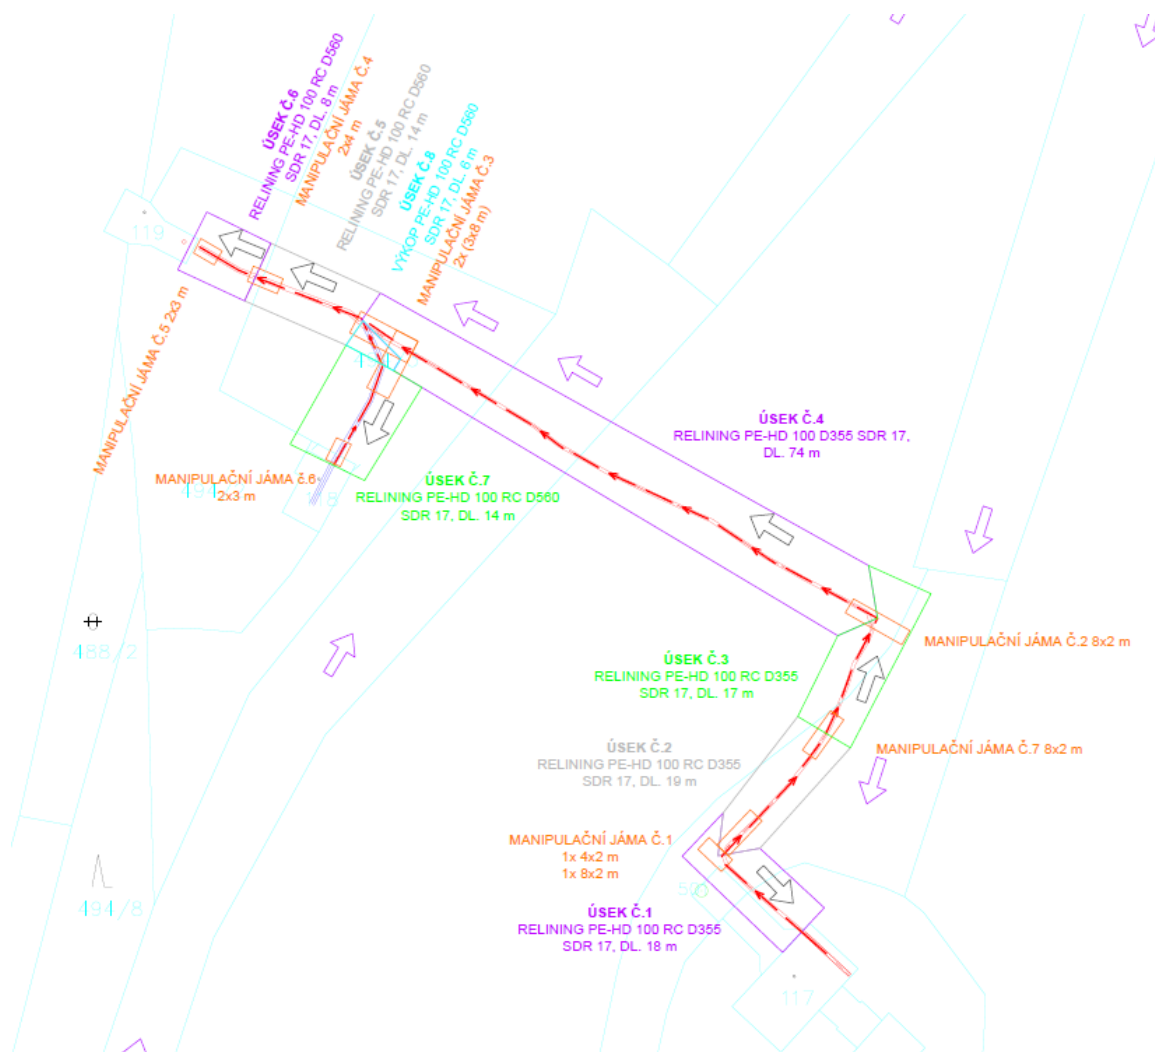 ÚSEK Č.6
RELINING PE-HD 100 RC D560
SDR 17, DL. 8 m
MANIPULAČNÍ JÁMA Č.4
2x4 m
ÚSEK Č.5
RELINING PE-HD 100 RC D560
SDR 17, DL. 14 m
ÚSEK Č.8
VÝKOP PE-HD 100 RC D560
SDR 17, DL. 6 m
MANIPULAČNÍ JÁMA Č.3
2x (3x8 m)
119
MANIPULAČNÍ JÁMA Č.5 2x3 m
ÚSEK Č.4
RELINING PE-HD 100 D355 SDR 17,
DL. 74 m
MANIPULAČNÍ JÁMA č.6
2x3 m
ÚSEK Č.7
RELINING PE-HD 100 RC D560
SDR 17, DL. 14 m
488/2
MANIPULAČNÍ JÁMA Č.2 8x2 m
ÚSEK Č.3
RELINING PE-HD 100 RC D355
SDR 17, DL. 17 m
MANIPULAČNÍ JÁMA Č.7 8x2 m
ÚSEK Č.2
RELINING PE-HD 100 RC D355
SDR 17, DL. 19 m
MANIPULAČNÍ JÁMA Č.1
1x 4x2 m
1x 8x2 m
494/8
ÚSEK Č.1
RELINING PE-HD 100 RC D355
SDR 17, DL. 18 m
117